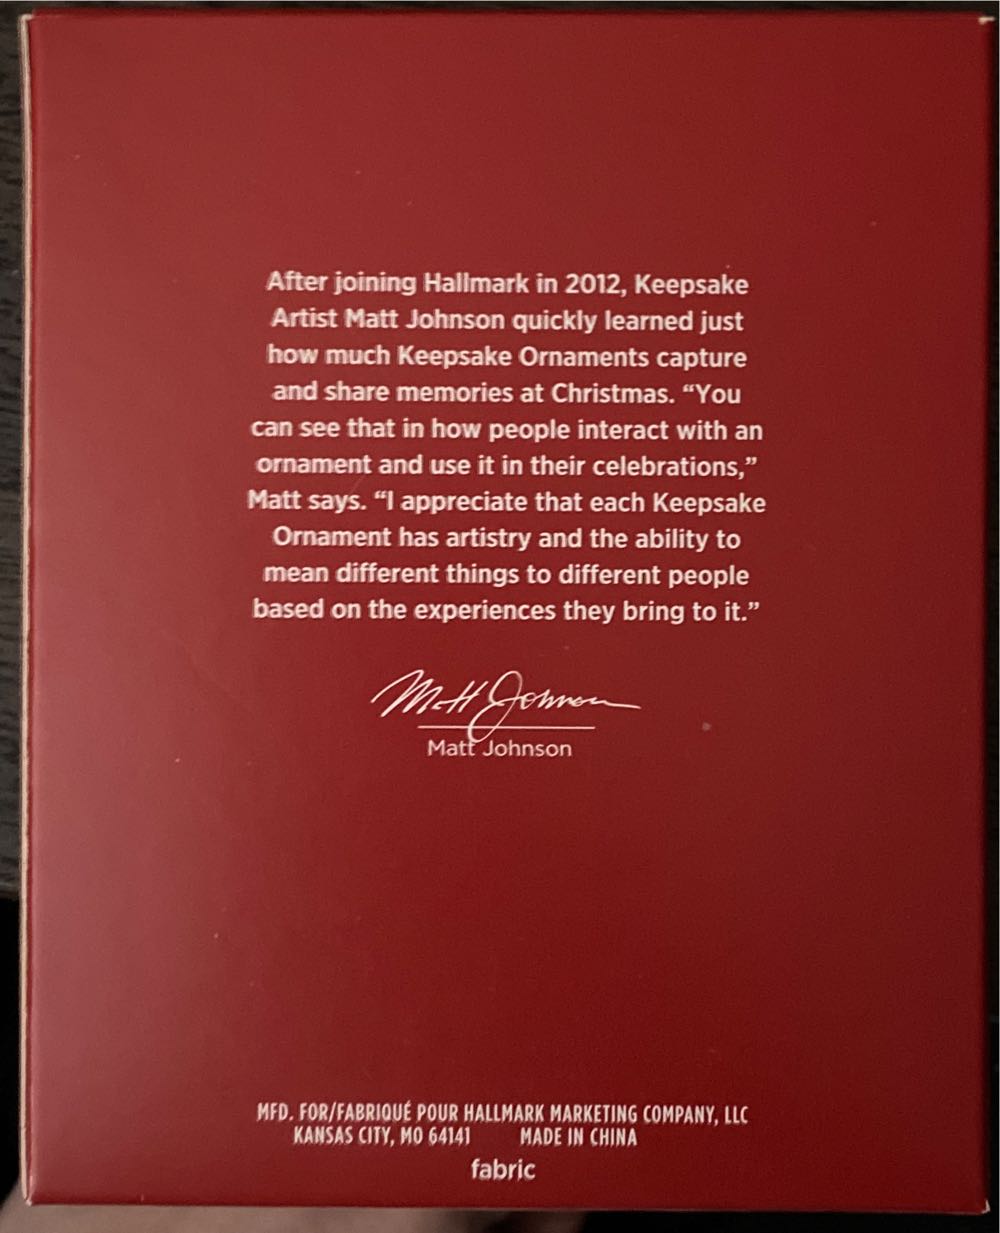 After joining Hallmark in 2012, Keepsake
Artist Matt Johnson quickly learned just
how much Keepsake Ornaments capture
and share memories at Christmas. “You
can see that in how people interact with an
ornament and use it in their celebrations,”
Matt says. “I appreciate that each Keepsake
Ornament has artistry and the ability to
mean different things to different people
based on the experiences they bring to it.”
Matt Johnson
Matt Johnson
MFD. FOR/FABRIQUÉ POUR HALLMARK MARKETING COMPANY, LLC
KANSAS CITY, MO 64141 MADE IN CHINA
fabric